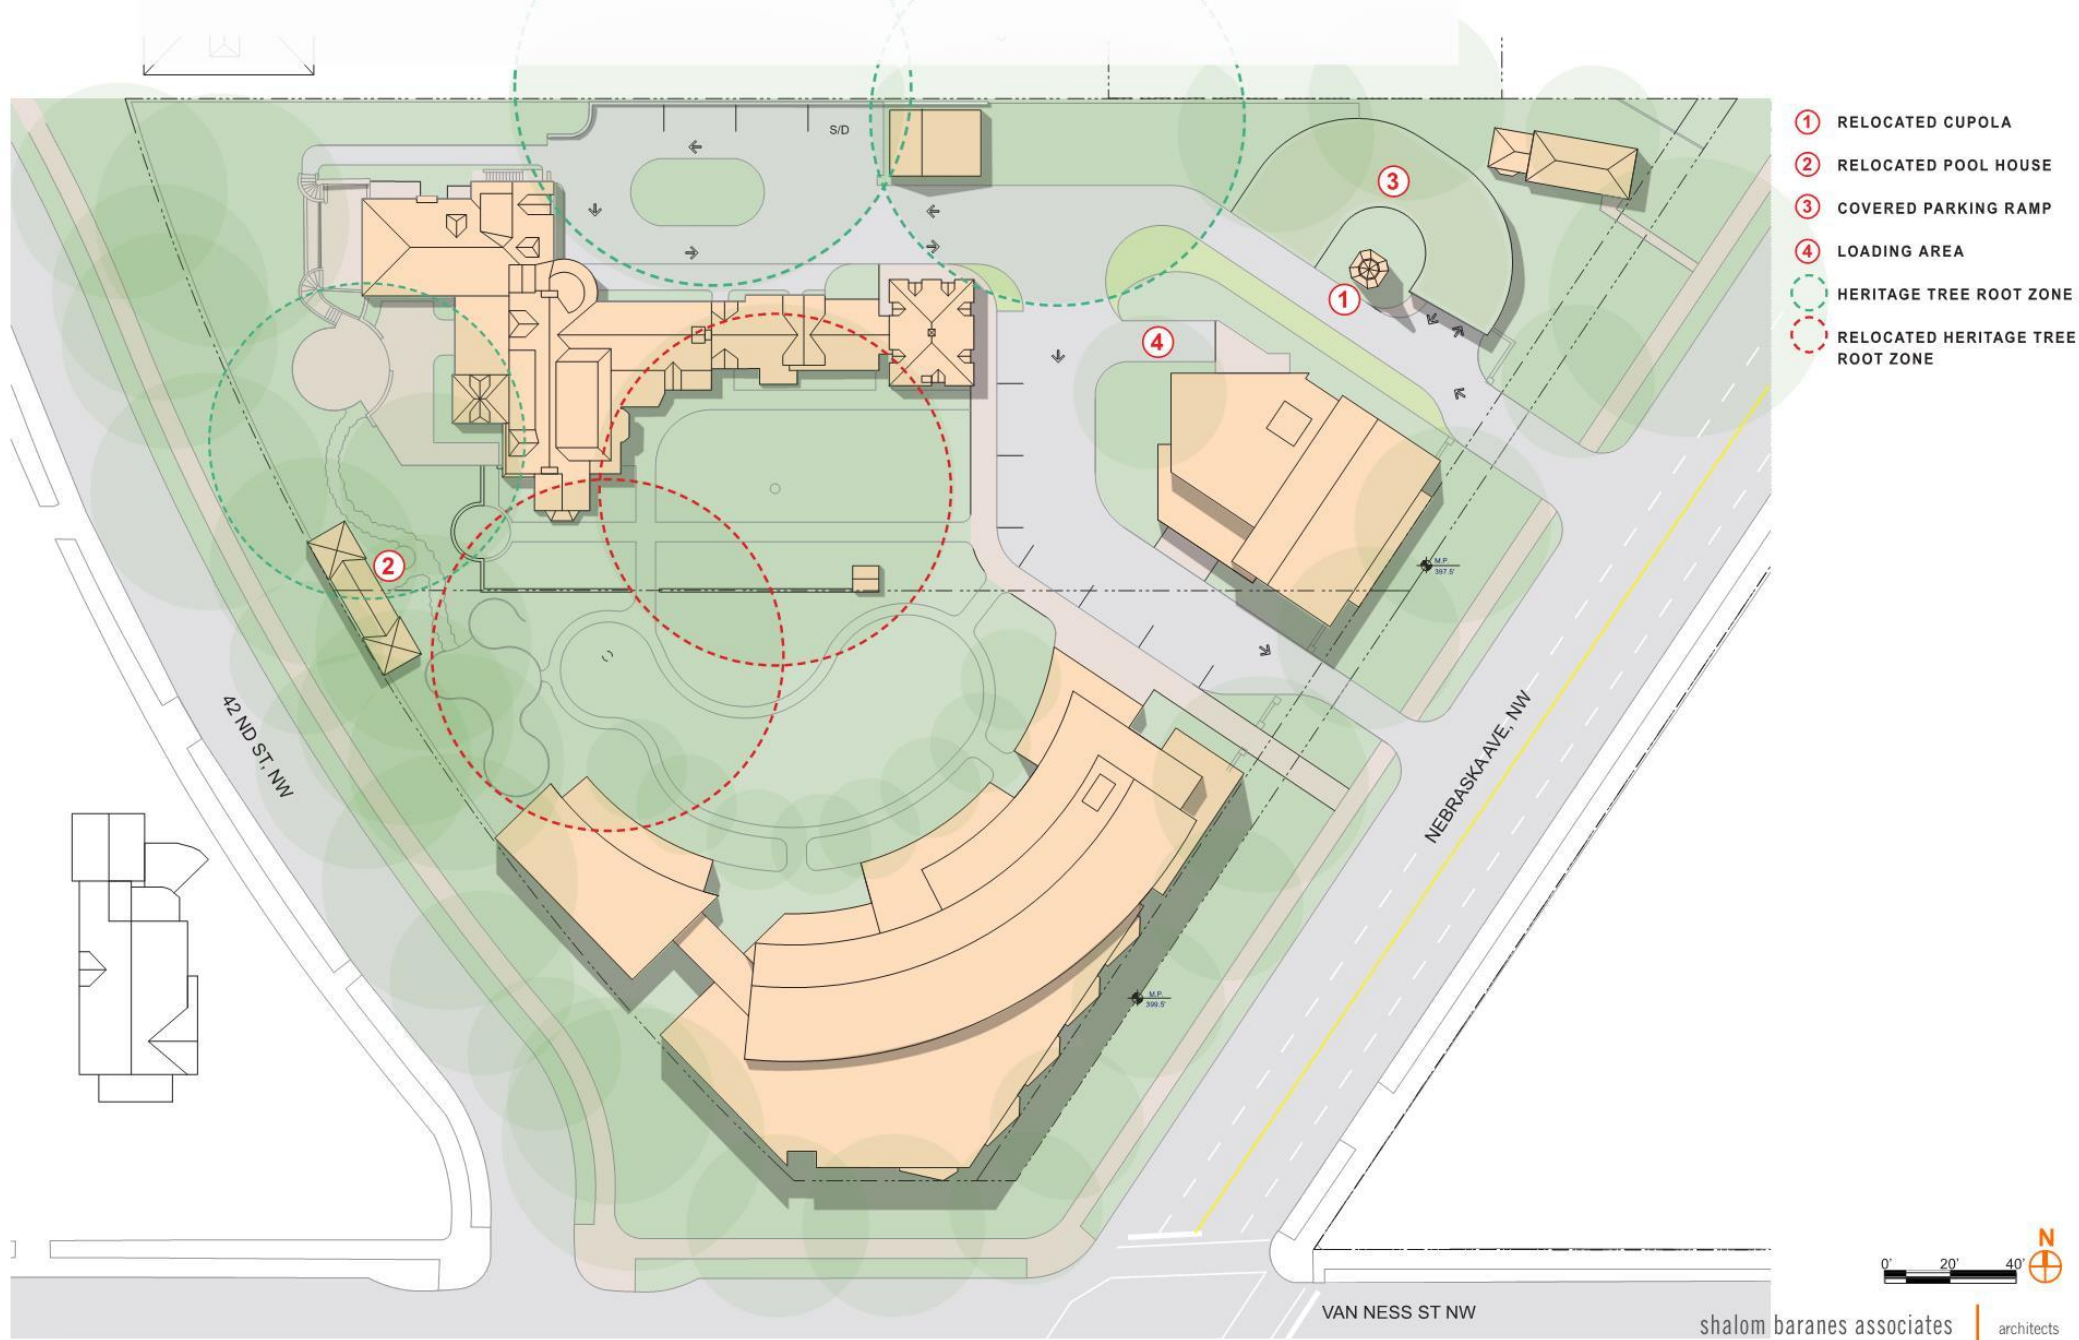 S/D
1 RELOCATED CUPOLA
2 RELOCATED POOL HOUSE
3 COVERED PARKING RAMP
4 LOADING AREA
HERITAGE TREE ROOT ZONE
RELOCATED HERITAGE TREE
ROOT ZONE
3
1
4
2
M.P.
397.5'
42 ND ST, NW
NEBRASKA AVE, NW
M.P.
N
0' 20' 40'
VAN NESS ST NW
shalom baranes associates | architects